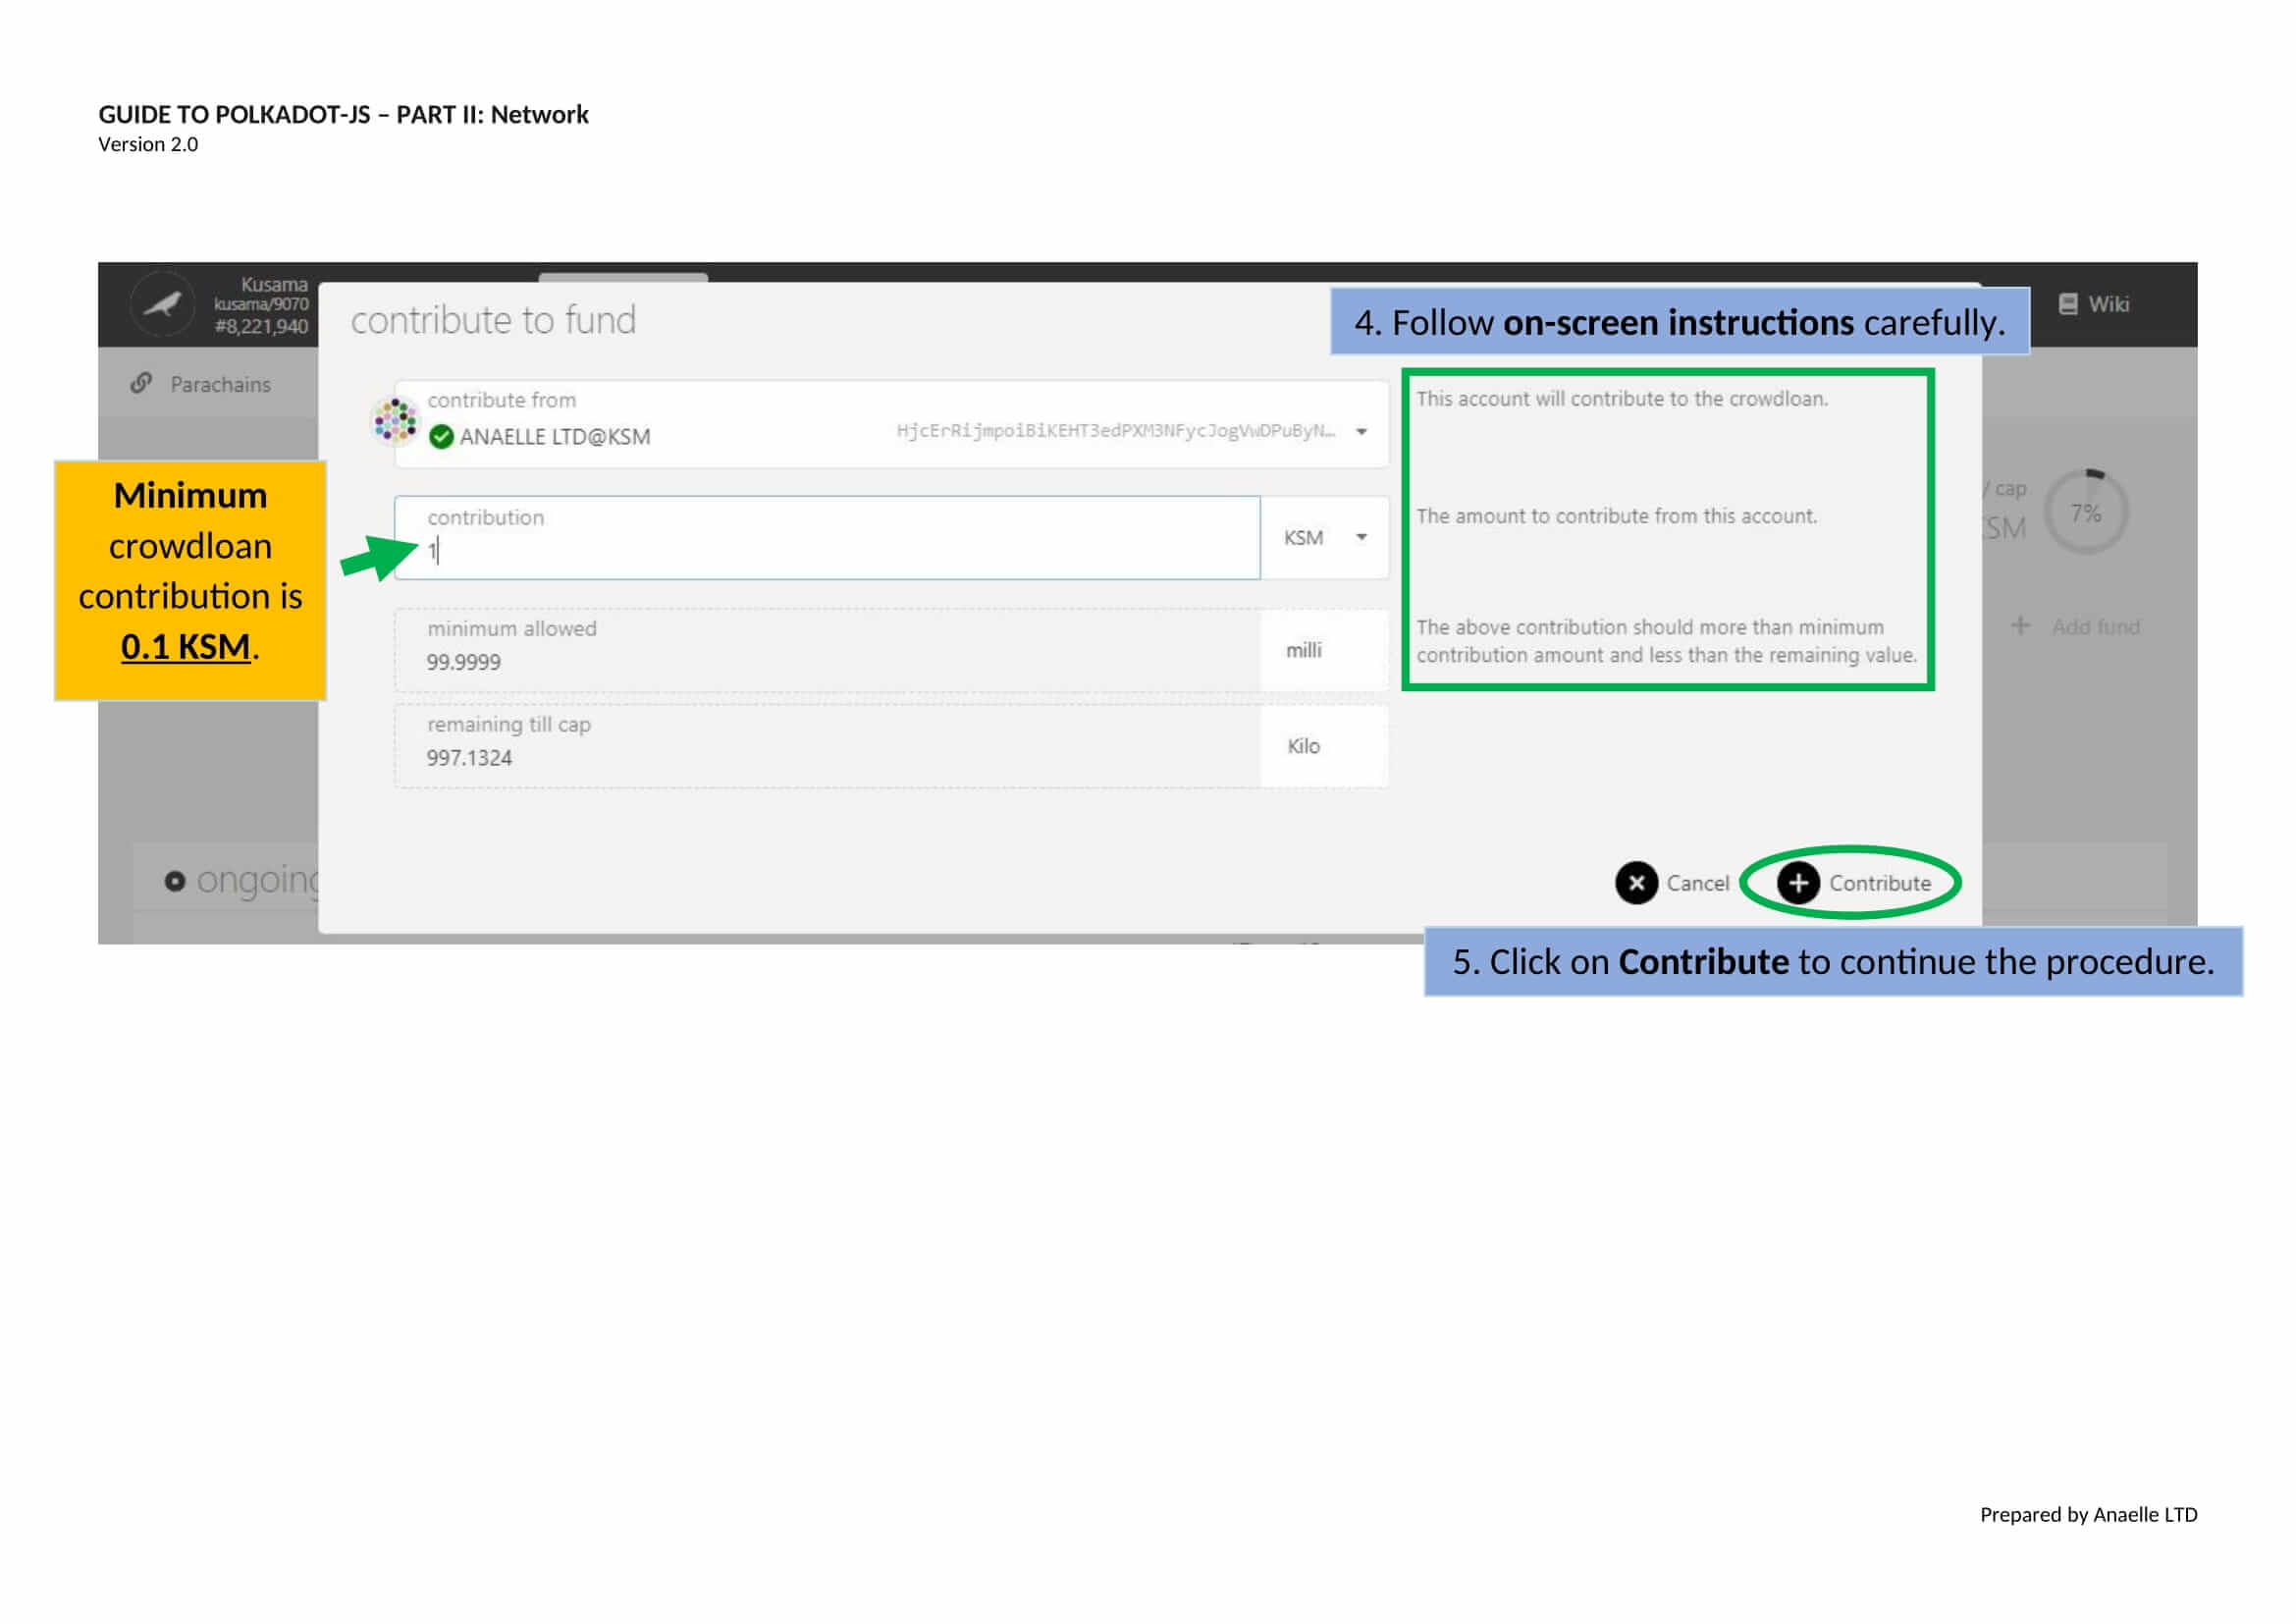 GUIDE TO POLKADOT-JS – PART II: Network
Version 2.0
Kusama
kusama/9070
#8,221,940
contribute to fund
4. Follow on-screen instructions carefully.
Wiki
Parachains
contribute from
ANAELLE LTD@KSM
HjcErRijmpoiBiKEHT3edPXM3NFycJogVwDPuByN…
This account will contribute to the crowdloan.
Minimum
crowdloan
contribution is
0.1 KSM.
contribution
1
KSM
The amount to contribute from this account.
/ cap
KSM
7%
minimum allowed
99.9999
milli
The above contribution should more than minimum
contribution amount and less than the remaining value.
Add fund
remaining till cap
997.1324
Kilo
ongoing
Cancel
Contribute
5. Click on Contribute to continue the procedure.
Prepared by Anaelle LTD